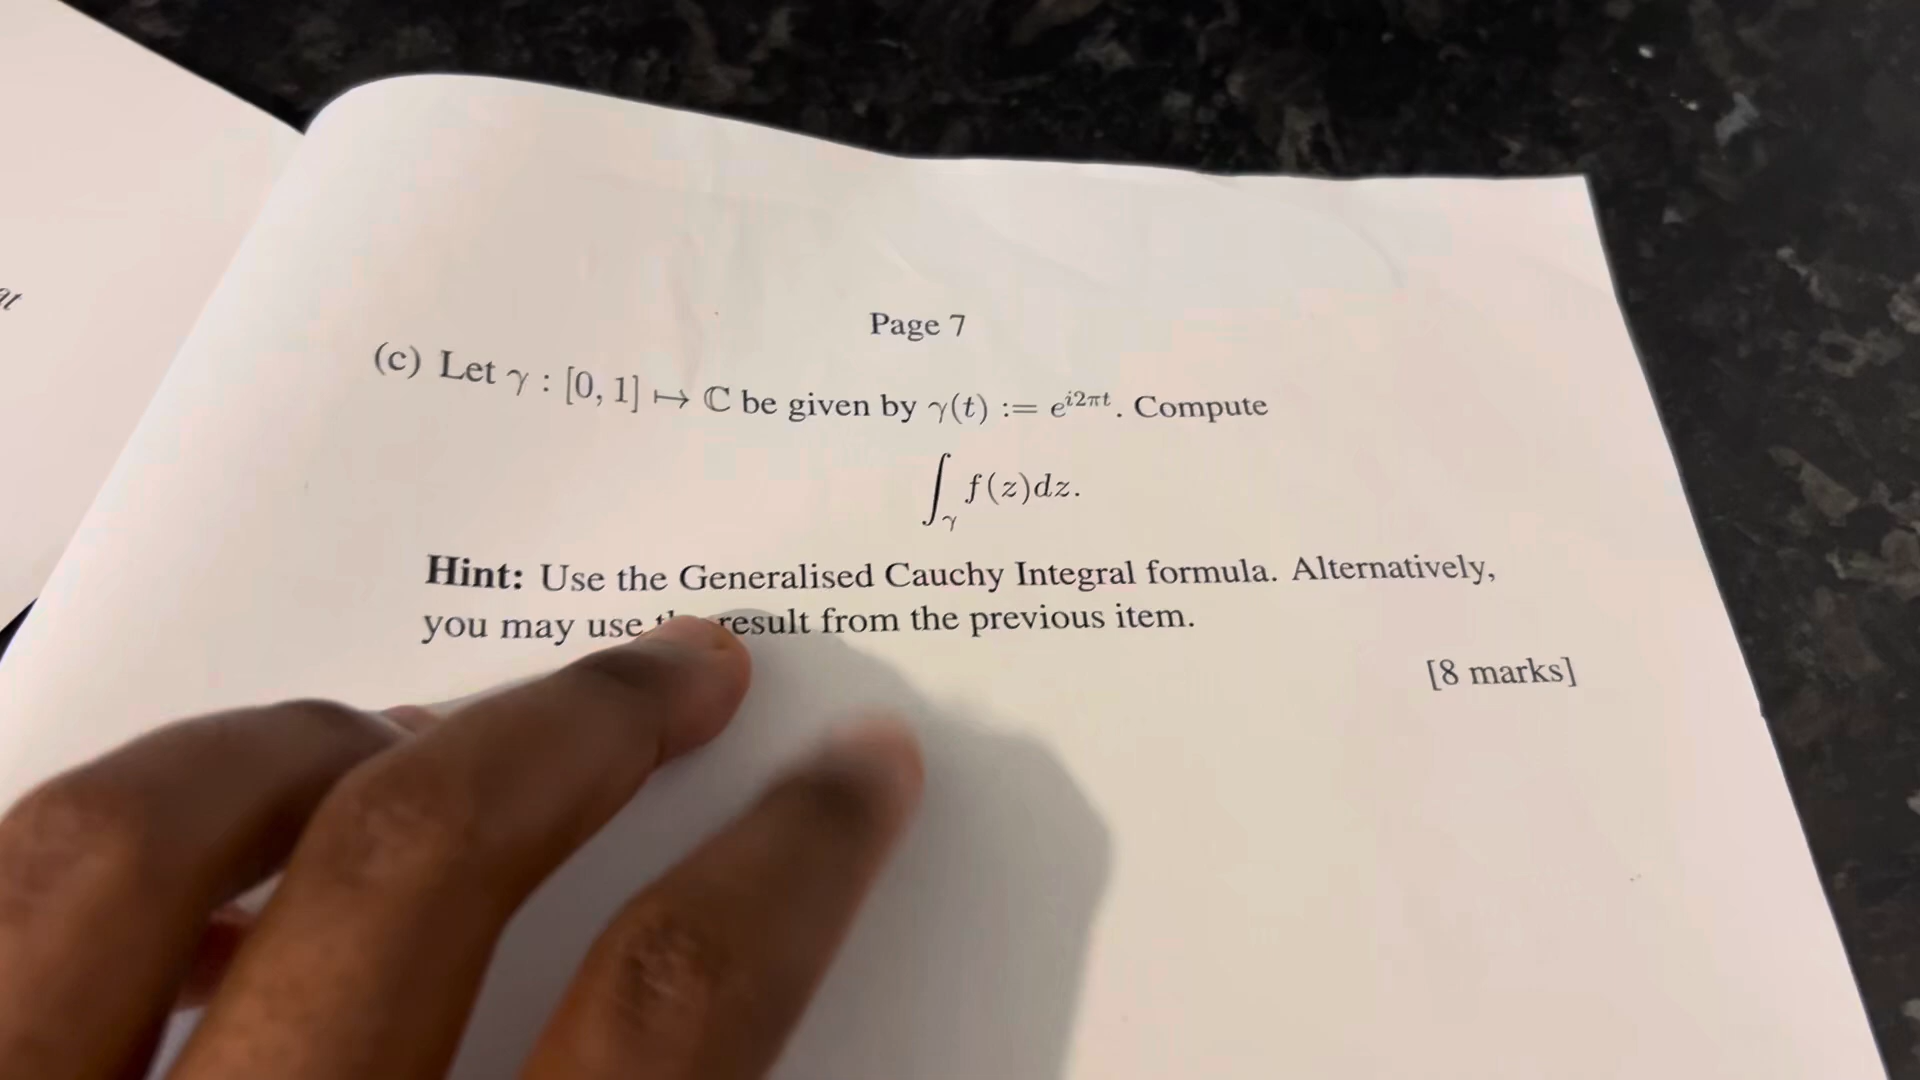 Page 7
(c) Let γ : [0, 1] ↦ ℂ be given by γ(t) := e^{i2πt}. Compute
∫_γ f(z)dz.
Hint: Use the Generalised Cauchy Integral formula. Alternatively,
you may use result from the previous item.
[8 marks]